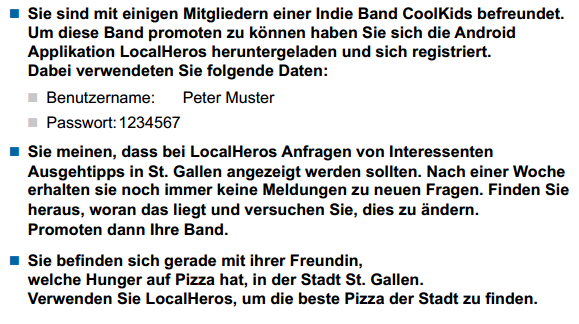 Sie sind mit einigen Mitgliedern einer Indie Band CoolKids befreundet.
Um diese Band promoten zu können haben Sie sich die Android
Applikation LocalHeros heruntergeladen und sich registriert.
Dabei verwendeten Sie folgende Daten:
Benutzername: Peter Muster
Passwort: 1234567
Sie meinen, dass bei LocalHeros Anfragen von Interessenten
Ausgehtipps in St. Gallen angezeigt werden sollten. Nach einer Woche
erhalten sie noch immer keine Meldungen zu neuen Fragen. Finden Sie
heraus, woran das liegt und versuchen Sie, dies zu ändern.
Promoten dann Ihre Band.
Sie befinden sich gerade mit ihrer Freundin,
welche Hunger auf Pizza hat, in der Stadt St. Gallen.
Verwenden Sie LocalHeros, um die beste Pizza der Stadt zu finden.